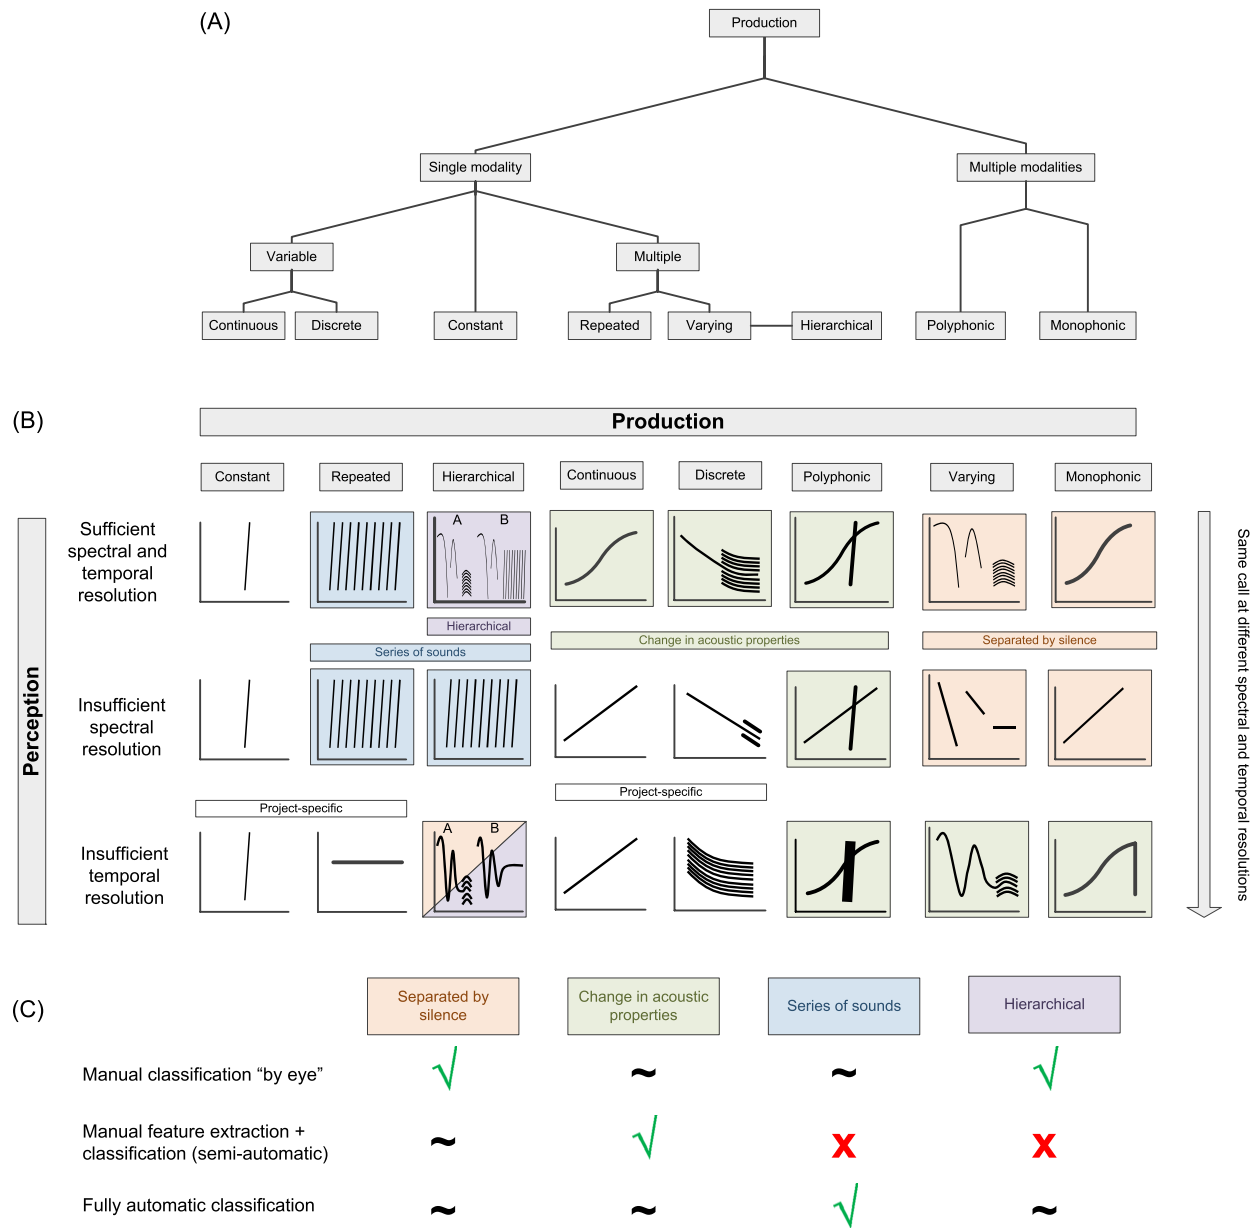 (A)
Production
Single modality
Multiple modalities
Variable
Multiple
Continuous
Discrete
Constant
Repeated
Varying
Hierarchical
Polyphonic
Monophonic
(B)
Production
Constant
Repeated
Hierarchical
Continuous
Discrete
Polyphonic
Varying
Monophonic
Perception
Sufficient
spectral and
temporal
resolution
A
B
Same call at different spectral and temporal resolutions
Hierarchical
Series of sounds
Change in acoustic properties
Separated by silence
Insufficient
spectral
resolution
Project-specific
Project-specific
Insufficient
temporal
resolution
A
B
(C)
Separated by
silence
Change in acoustic
properties
Series of sounds
Hierarchical
Manual classification “by eye”
√ ~ ~ √
Manual feature extraction +
classification (semi-automatic)
~ √ x x
Fully automatic classification
~ ~ √ ~